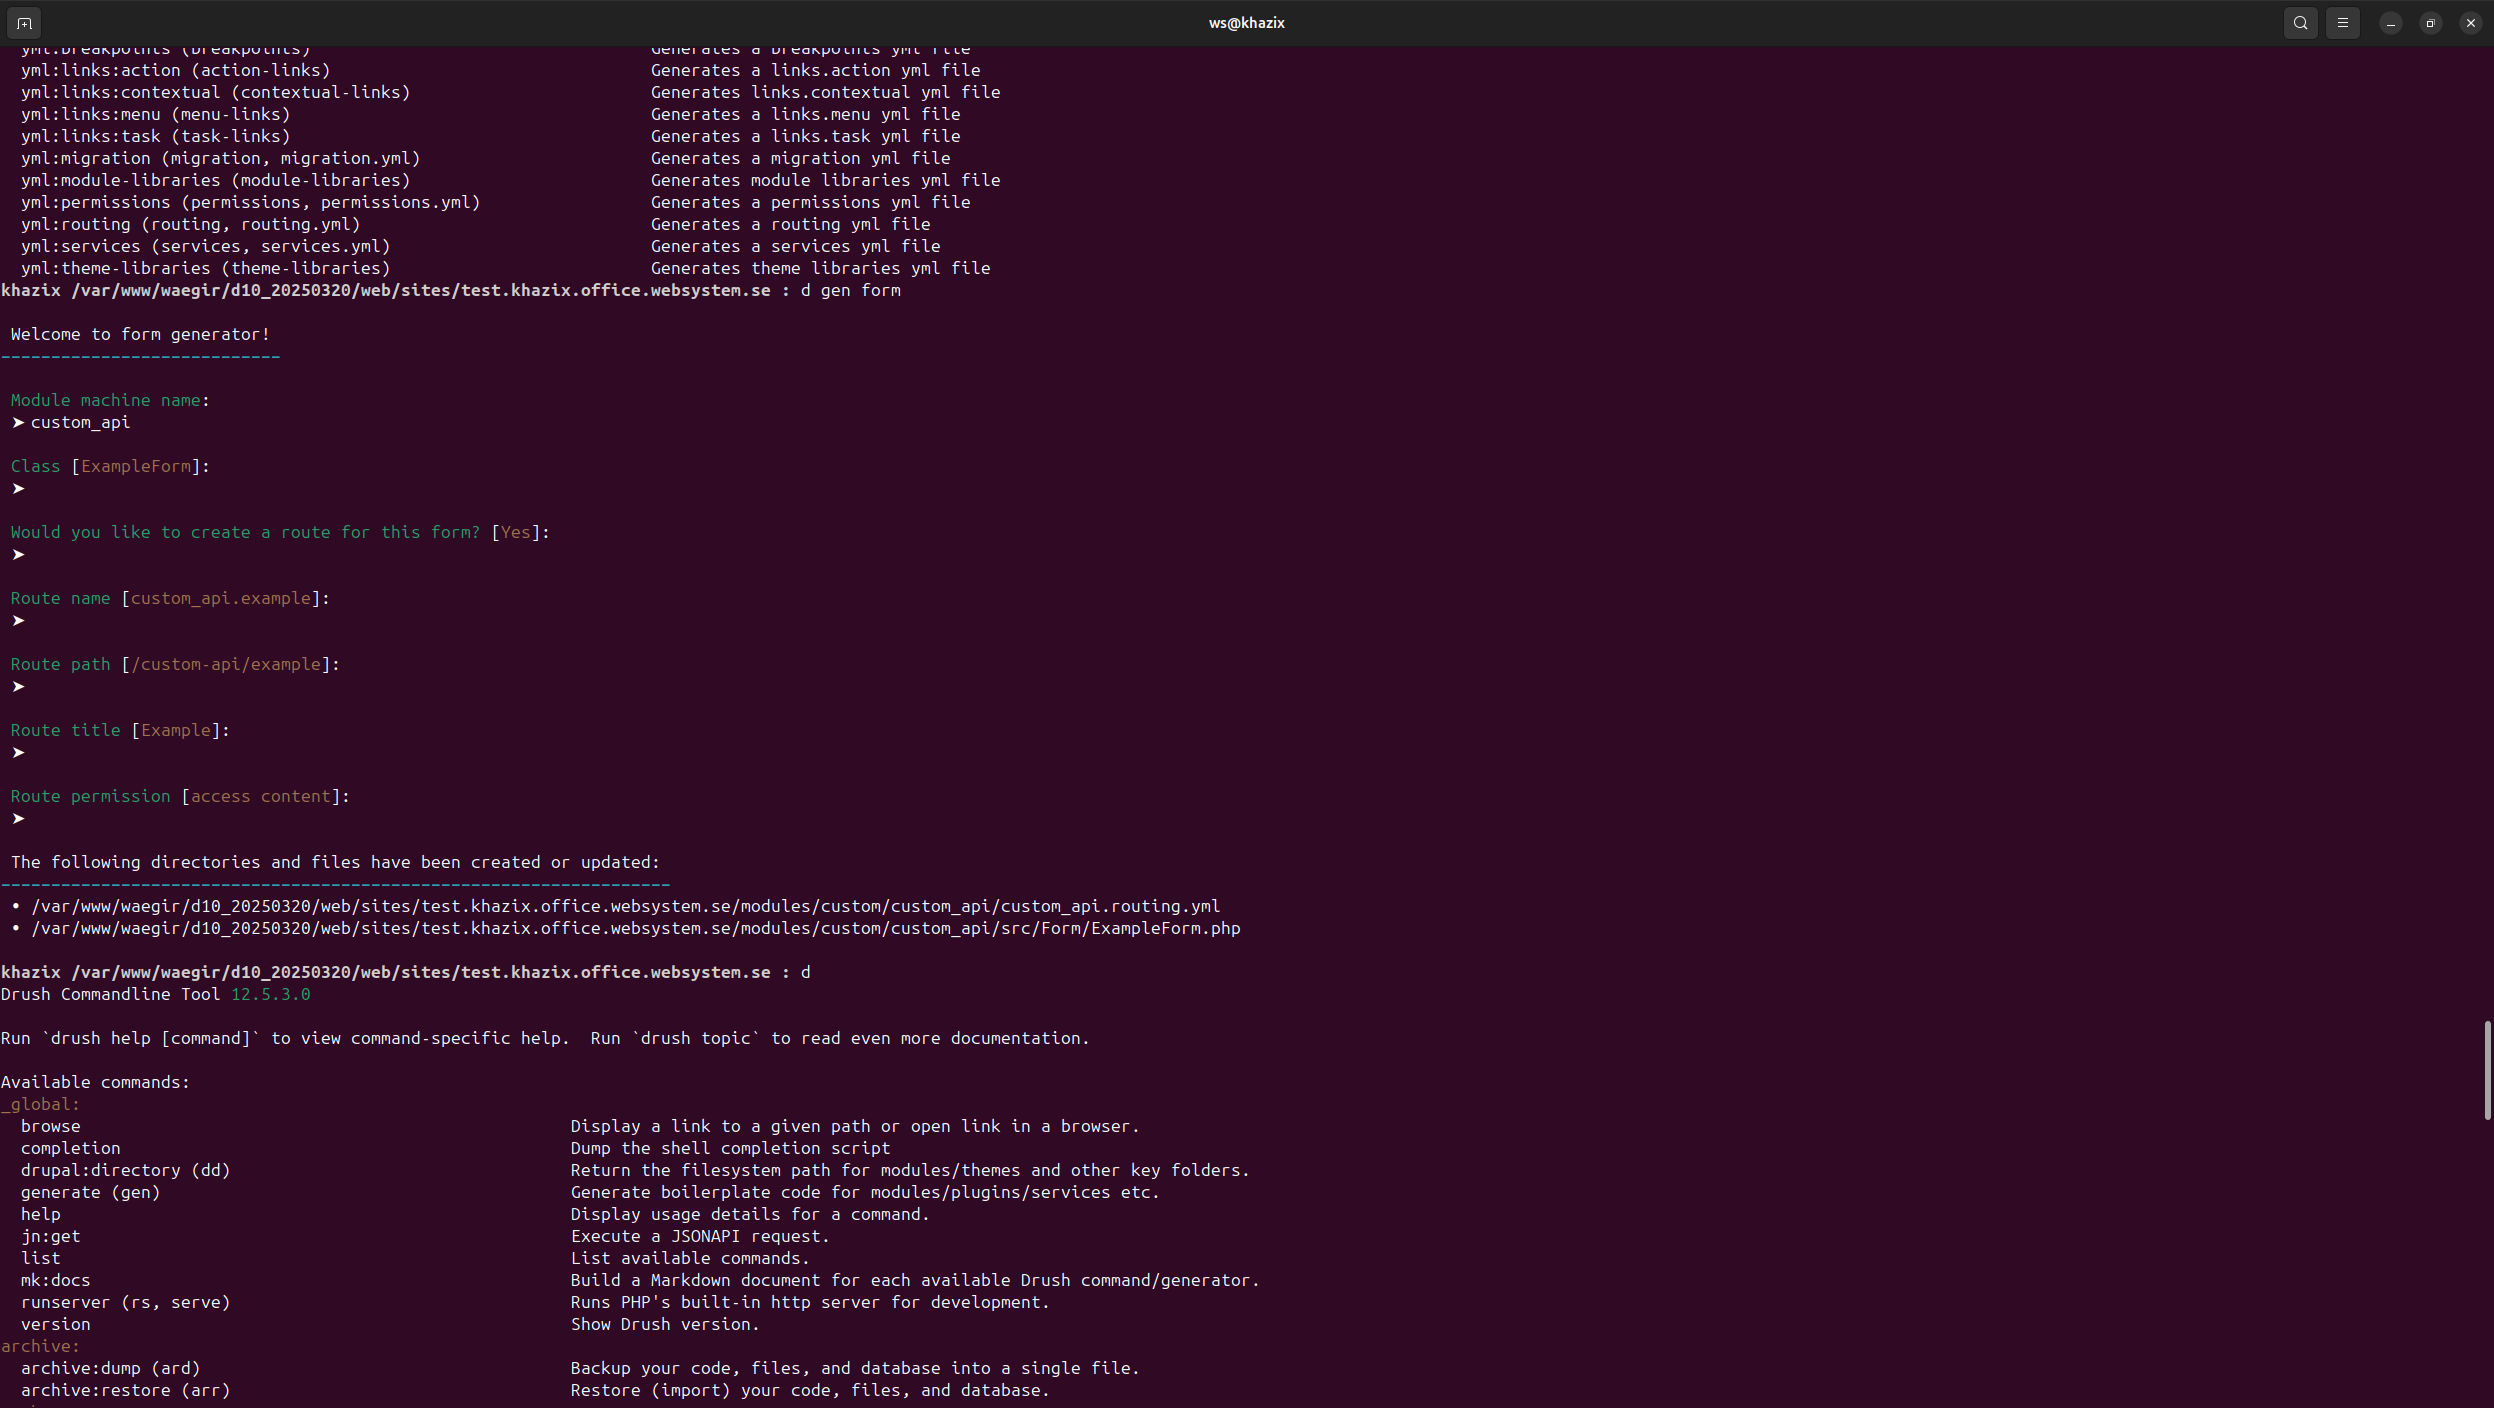 ws@khazix
yml:breakpoints (breakpoints) Generates a breakpoints yml file
yml:links:action (action-links) Generates a links.action yml file
yml:links:contextual (contextual-links) Generates links.contextual yml file
yml:links:menu (menu-links) Generates a links.menu yml file
yml:links:task (task-links) Generates a links.task yml file
yml:migration (migration, migration.yml) Generates a migration yml file
yml:module-libraries (module-libraries) Generates module libraries yml file
yml:permissions (permissions, permissions.yml) Generates a permissions yml file
yml:routing (routing, routing.yml) Generates a routing yml file
yml:services (services, services.yml) Generates a services yml file
yml:theme-libraries (theme-libraries) Generates theme libraries yml file
khazix /var/www/waegir/d10_20250320/web/sites/test.khazix.office.websystem.se : d gen form
Welcome to form generator!
----------------------------
Module machine name:
➤ custom_api
Class [ExampleForm]:
➤
Would you like to create a route for this form? [Yes]:
➤
Route name [custom_api.example]:
➤
Route path [/custom-api/example]:
➤
Route title [Example]:
➤
Route permission [access content]:
➤
The following directories and files have been created or updated:
-------------------------------------------------------------------
• /var/www/waegir/d10_20250320/web/sites/test.khazix.office.websystem.se/modules/custom/custom_api/custom_api.routing.yml
• /var/www/waegir/d10_20250320/web/sites/test.khazix.office.websystem.se/modules/custom/custom_api/src/Form/ExampleForm.php
khazix /var/www/waegir/d10_20250320/web/sites/test.khazix.office.websystem.se : d
Drush Commandline Tool 12.5.3.0
Run `drush help [command]` to view command-specific help.  Run `drush topic` to read even more documentation.
Available commands:
_global:
browse Display a link to a given path or open link in a browser.
completion Dump the shell completion script
drupal:directory (dd) Return the filesystem path for modules/themes and other key folders.
generate (gen) Generate boilerplate code for modules/plugins/services etc.
help Display usage details for a command.
jn:get Execute a JSONAPI request.
list List available commands.
mk:docs Build a Markdown document for each available Drush command/generator.
runserver (rs, serve) Runs PHP's built-in http server for development.
version Show Drush version.
archive:
archive:dump (ard) Backup your code, files, and database into a single file.
archive:restore (arr) Restore (import) your code, files, and database.